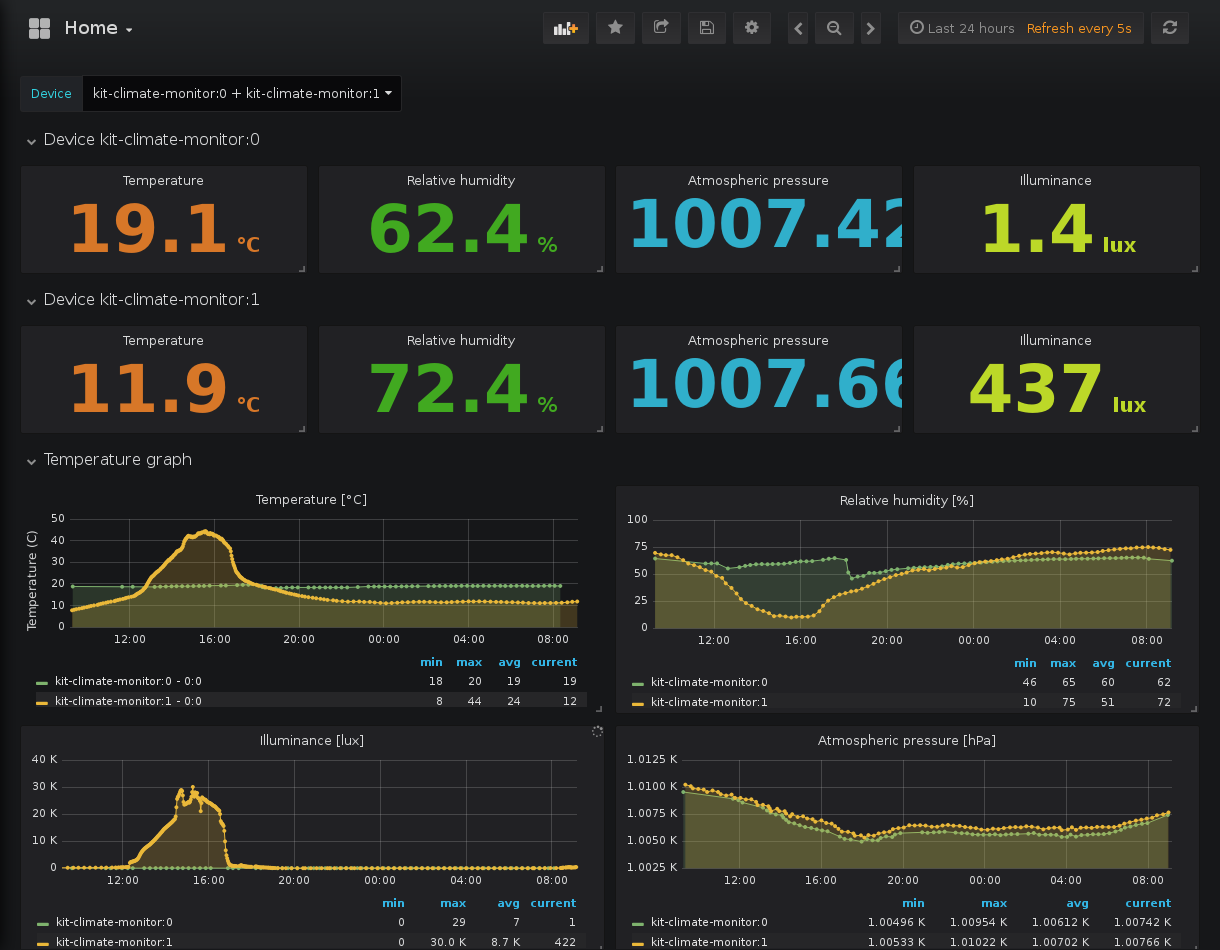 Home
Last 24 hours Refresh every 5s
Device kit-climate-monitor:0 + kit-climate-monitor:1
Device kit-climate-monitor:0
Temperature
19.1 °C
Relative humidity
62.4 %
Atmospheric pressure
1007.42
Illuminance
1.4 lux
Device kit-climate-monitor:1
Temperature
11.9 °C
Relative humidity
72.4 %
Atmospheric pressure
1007.66
Illuminance
437 lux
Temperature graph
Temperature [°C]
Temperature (C)
50
40
30
20
10
0
12:00 16:00 20:00 00:00 04:00 08:00
min max avg current
kit-climate-monitor:0 - 0:0 18 20 19 19
kit-climate-monitor:1 - 0:0 8 44 24 12
Relative humidity [%]
100
75
50
25
0
12:00 16:00 20:00 00:00 04:00 08:00
min max avg current
kit-climate-monitor:0 46 65 60 62
kit-climate-monitor:1 10 75 51 72
Illuminance [lux]
40 K
30 K
20 K
10 K
0
12:00 16:00 20:00 00:00 04:00 08:00
min max avg current
kit-climate-monitor:0 0 29 7 1
kit-climate-monitor:1 0 30.0 K 8.7 K 422
Atmospheric pressure [hPa]
1.0125 K
1.0100 K
1.0075 K
1.0050 K
1.0025 K
12:00 16:00 20:00 00:00 04:00 08:00
min max avg current
kit-climate-monitor:0 1.00496 K 1.00954 K 1.00612 K 1.00742 K
kit-climate-monitor:1 1.00533 K 1.01022 K 1.00702 K 1.00766 K